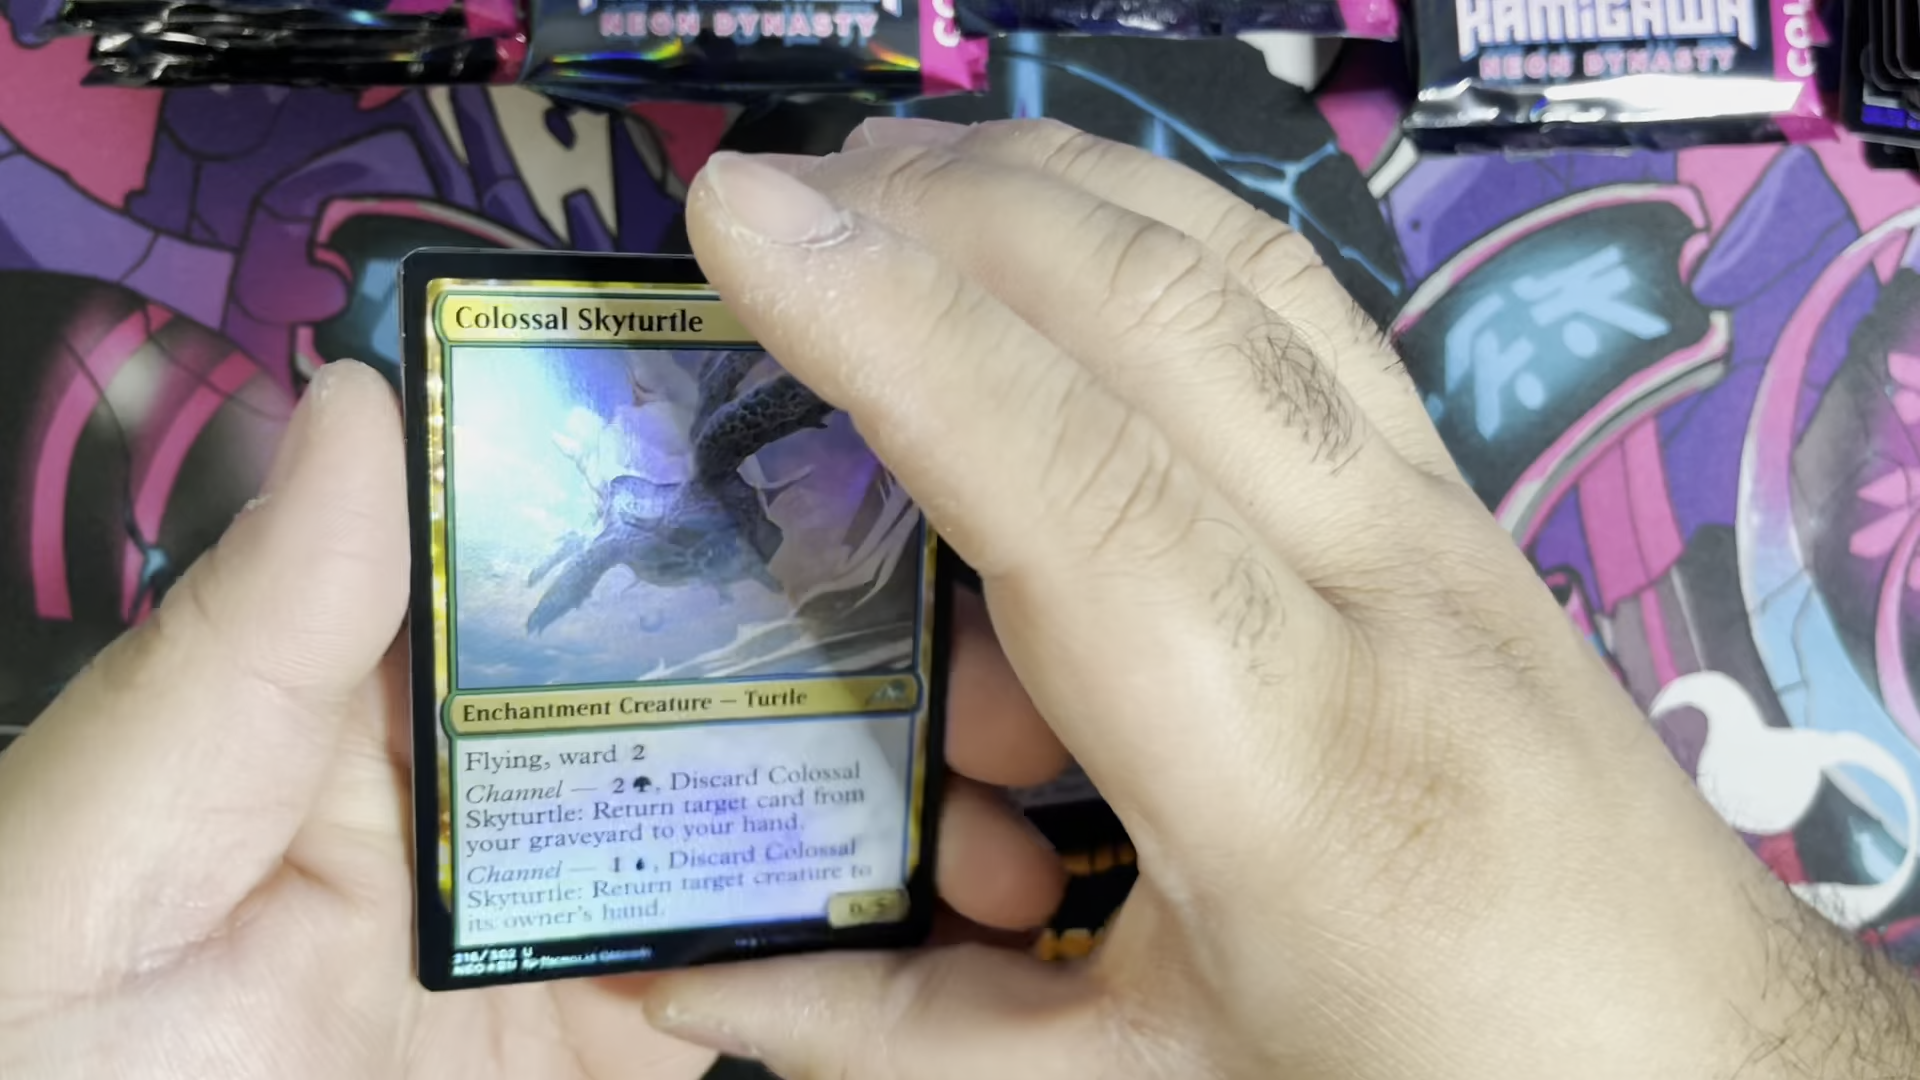 NEON DYNASTY
KAMIGAWA
NEON DYNASTY
Colossal Skyturtle
Enchantment Creature — Turtle
Flying, ward 2
Channel — 2, Discard Colossal
Skyturtle: Return target card from
your graveyard to your hand.
Channel — 1, Discard Colossal
Skyturtle: Return target creature to
its owner's hand.
6/5
216/302 U
NEO EN